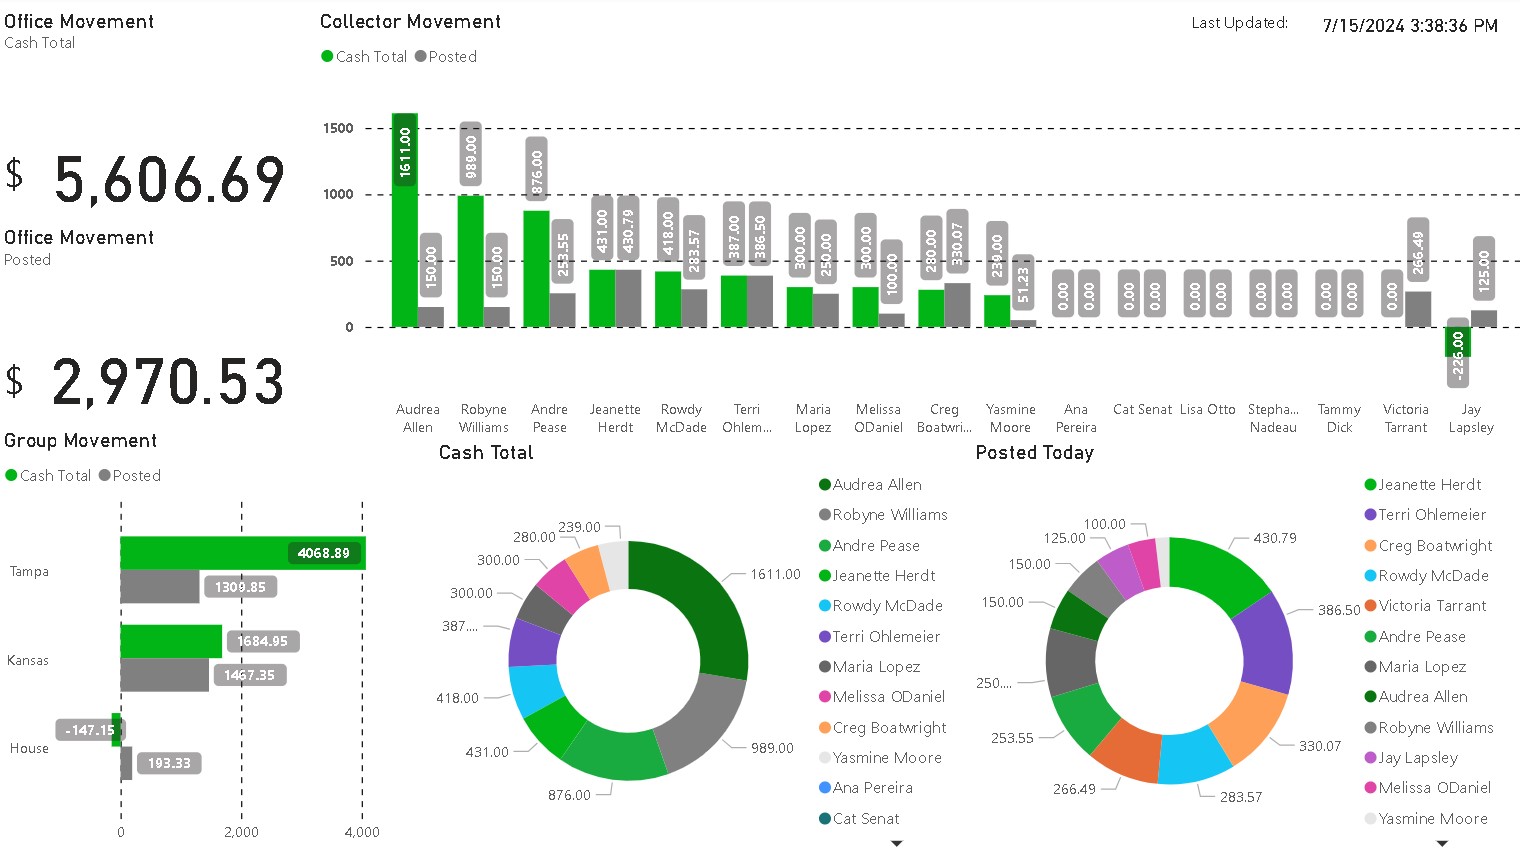 Office Movement
Cash Total
$ 5,606.69
Office Movement
Posted
$ 2,970.53
Collector Movement
Cash Total Posted
Last Updated: 7/15/2024 3:38:36 PM
1500
1000
500
0
1611.00
150.00
989.00
150.00
876.00
253.55
431.00
430.79
418.00
283.57
387.00
386.50
300.00
250.00
300.00
100.00
280.00
330.07
239.00
51.23
0.00
0.00
0.00
0.00
0.00
0.00
0.00
0.00
0.00
0.00
0.00
266.49
-226.00
125.00
Audrea Allen
Robyne Williams
Andre Pease
Jeanette Herdt
Rowdy McDade
Terri Ohlem...
Maria Lopez
Melissa ODaniel
Creg Boatwri...
Yasmine Moore
Ana Pereira
Cat Senat
Lisa Otto
Stepha... Nadeau
Tammy Dick
Victoria Tarrant
Jay Lapsley
Group Movement
Cash Total Posted
Tampa
4068.89
1309.85
Kansas
1684.95
1467.35
House
-147.15
193.33
0
2,000
4,000
Cash Total
239.00
280.00
300.00
300.00
387....
418.00
431.00
876.00
989.00
1611.00
Audrea Allen
Robyne Williams
Andre Pease
Jeanette Herdt
Rowdy McDade
Terri Ohlemeier
Maria Lopez
Melissa ODaniel
Creg Boatwright
Yasmine Moore
Ana Pereira
Cat Senat
Posted Today
100.00
125.00
150.00
150.00
250....
253.55
266.49
283.57
330.07
386.50
430.79
Jeanette Herdt
Terri Ohlemeier
Creg Boatwright
Rowdy McDade
Victoria Tarrant
Andre Pease
Maria Lopez
Audrea Allen
Robyne Williams
Jay Lapsley
Melissa ODaniel
Yasmine Moore